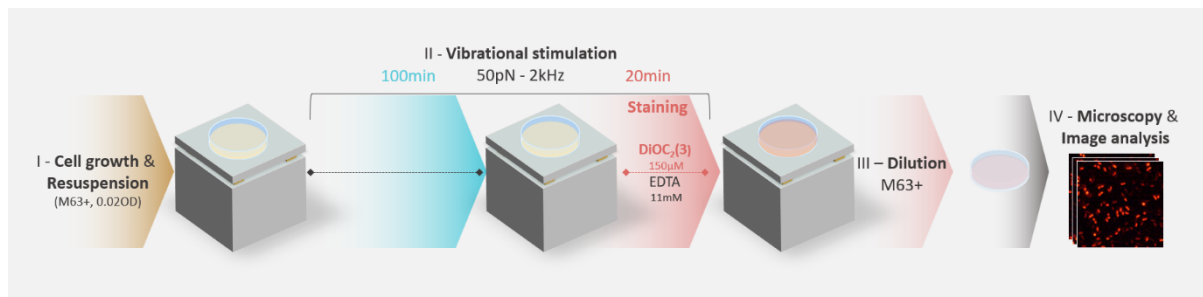 II - Vibrational stimulation
100min 50pN - 2kHz 20min
Staining
DiOC₂(3)
150µM
EDTA
11mM
I - Cell growth &
Resuspension
(M63+, 0.02OD)
III – Dilution
M63+
IV - Microscopy &
Image analysis